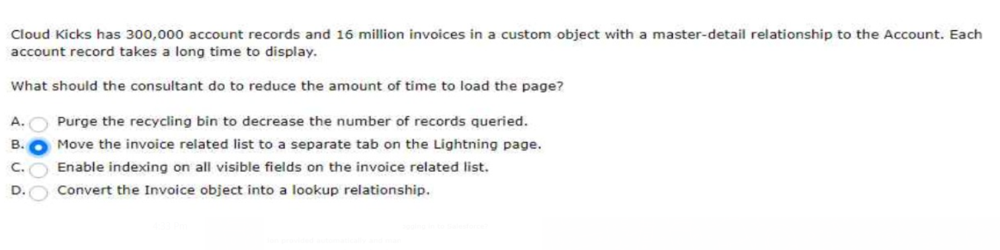 Cloud Kicks has 300,000 account records and 16 million invoices in a custom object with a master-detail relationship to the Account. Each
account record takes a long time to display.
What should the consultant do to reduce the amount of time to load the page?
A. Purge the recycling bin to decrease the number of records queried.
B. Move the invoice related list to a separate tab on the Lightning page.
C. Enable indexing on all visible fields on the invoice related list.
D. Convert the Invoice object into a lookup relationship.